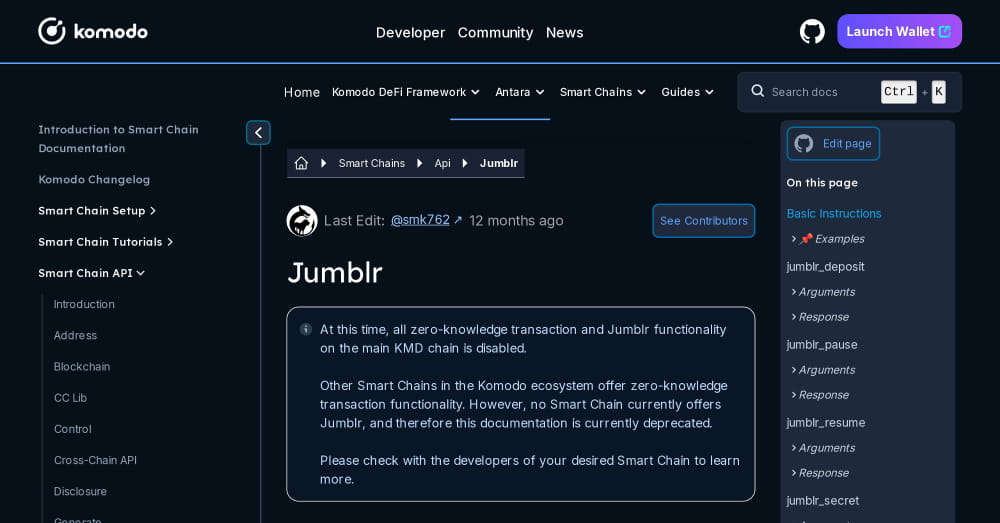 komodo
Developer Community News
Launch Wallet
Home Komodo DeFi Framework Antara Smart Chains Guides
Search docs Ctrl + K
Introduction to Smart Chain
Documentation
Komodo Changelog
Smart Chain Setup
Smart Chain Tutorials
Smart Chain API
Introduction
Address
Blockchain
CC Lib
Control
Cross-Chain API
Disclosure
Generate
Smart Chains Api Jumblr
Last Edit: @smk762 ↗ 12 months ago
See Contributors
Jumblr
At this time, all zero-knowledge transaction and Jumblr functionality
on the main KMD chain is disabled.
Other Smart Chains in the Komodo ecosystem offer zero-knowledge
transaction functionality. However, no Smart Chain currently offers
Jumblr, and therefore this documentation is currently deprecated.
Please check with the developers of your desired Smart Chain to learn
more.
Edit page
On this page
Basic Instructions
📌 Examples
jumblr_deposit
Arguments
Response
jumblr_pause
Arguments
Response
jumblr_resume
Arguments
Response
jumblr_secret